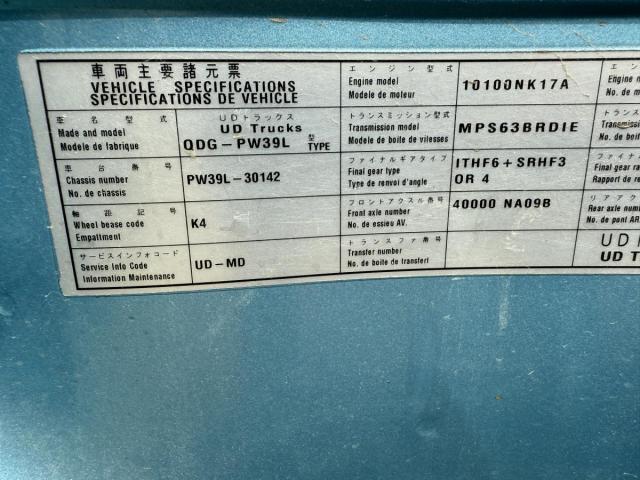 車両主要諸元票
VEHICLE SPECIFICATIONS
SPECIFICATIONS DE VEHICLE
車名型式
Made and model
Modele de fabrique
UDトラックス
UD Trucks
QDG-PW39L 型 TYPE
車台番号
Chassis number
No. de chassis
PW39L-30142
軸距記号
Wheel base code
Empattment
K4
サービスインフォコード
Service Info Code
Information Maintenance
UD-MD
エンジン型式
Engine model
Modele de moteur
10100NK17A
トランスミッション型式
Transmission model
Modele de boite de vilesses
MPS63BRDIE
ファイナルギアタイプ
Final gear type
Type de renvoi d'angle
ITHF6+SRHF3
OR 4
フロントアクスル番号
Front axle number
No. de essieu AV.
40000 NA09B
トランスファ番号
Transfer number
No. de boite de transfert
エン
Engine n
No. de m
トランス
Transmiss
No. de boi
ファイナ
Final gear ra
Rapport de r
リアアク
Rear axle num
No. de pont AR.
UD
UD T